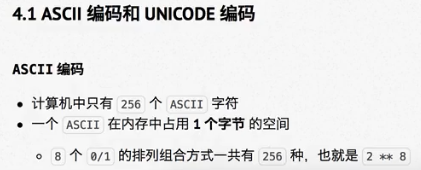 4.1 ASCII 编码和 UNICODE 编码
ASCII 编码
• 计算机中只有 256 个 ASCII 字符
• 一个 ASCII 在内存中占用 1 个字节 的空间
○ 8 个 0/1 的排列组合方式一共有 256 种，也就是 2 ** 8